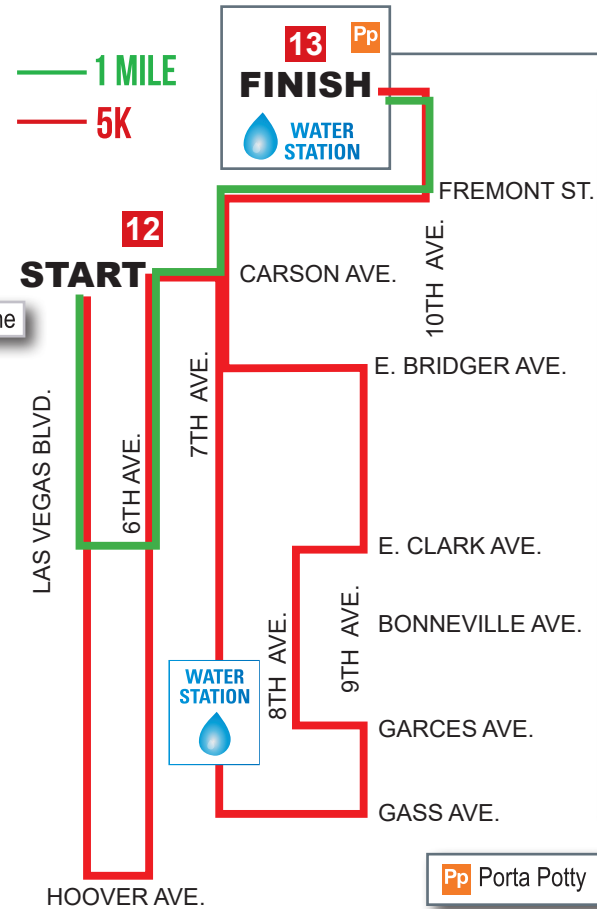 1 MILE
5K
13
Pp
FINISH
WATER
STATION
FREMONT ST.
12
START
CARSON AVE.
10TH AVE.
ne
E. BRIDGER AVE.
7TH AVE.
LAS VEGAS BLVD.
6TH AVE.
E. CLARK AVE.
BONNEVILLE AVE.
9TH AVE.
8TH AVE.
WATER
STATION
GARCES AVE.
GASS AVE.
Pp Porta Potty
HOOVER AVE.